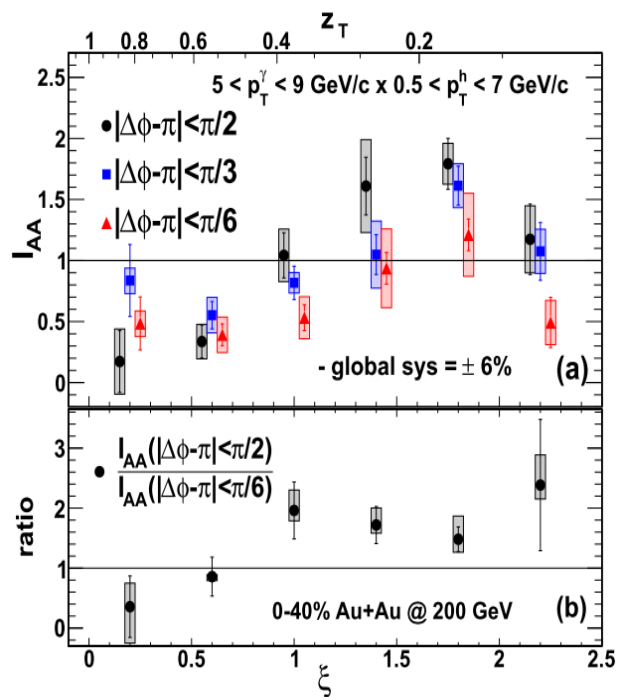 z_T
1 0.8 0.6 0.4 0.2
5 < p_T^γ < 9 GeV/c x 0.5 < p_T^h < 7 GeV/c
|Δϕ-π|<π/2
|Δϕ-π|<π/3
|Δϕ-π|<π/6
I_AA
2.5
2
1.5
1
0.5
0
- global sys = ± 6%
(a)
I_AA(|Δϕ-π|<π/2)
I_AA(|Δϕ-π|<π/6)
ratio
3
2
1
0
0-40% Au+Au @ 200 GeV
(b)
0 0.5 1 1.5 2 2.5
ξ